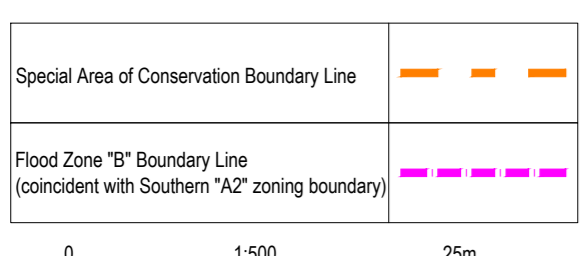 Special Area of Conservation Boundary Line
Flood Zone "B" Boundary Line
(coincident with Southern "A2" zoning boundary)
0 1:500 25m